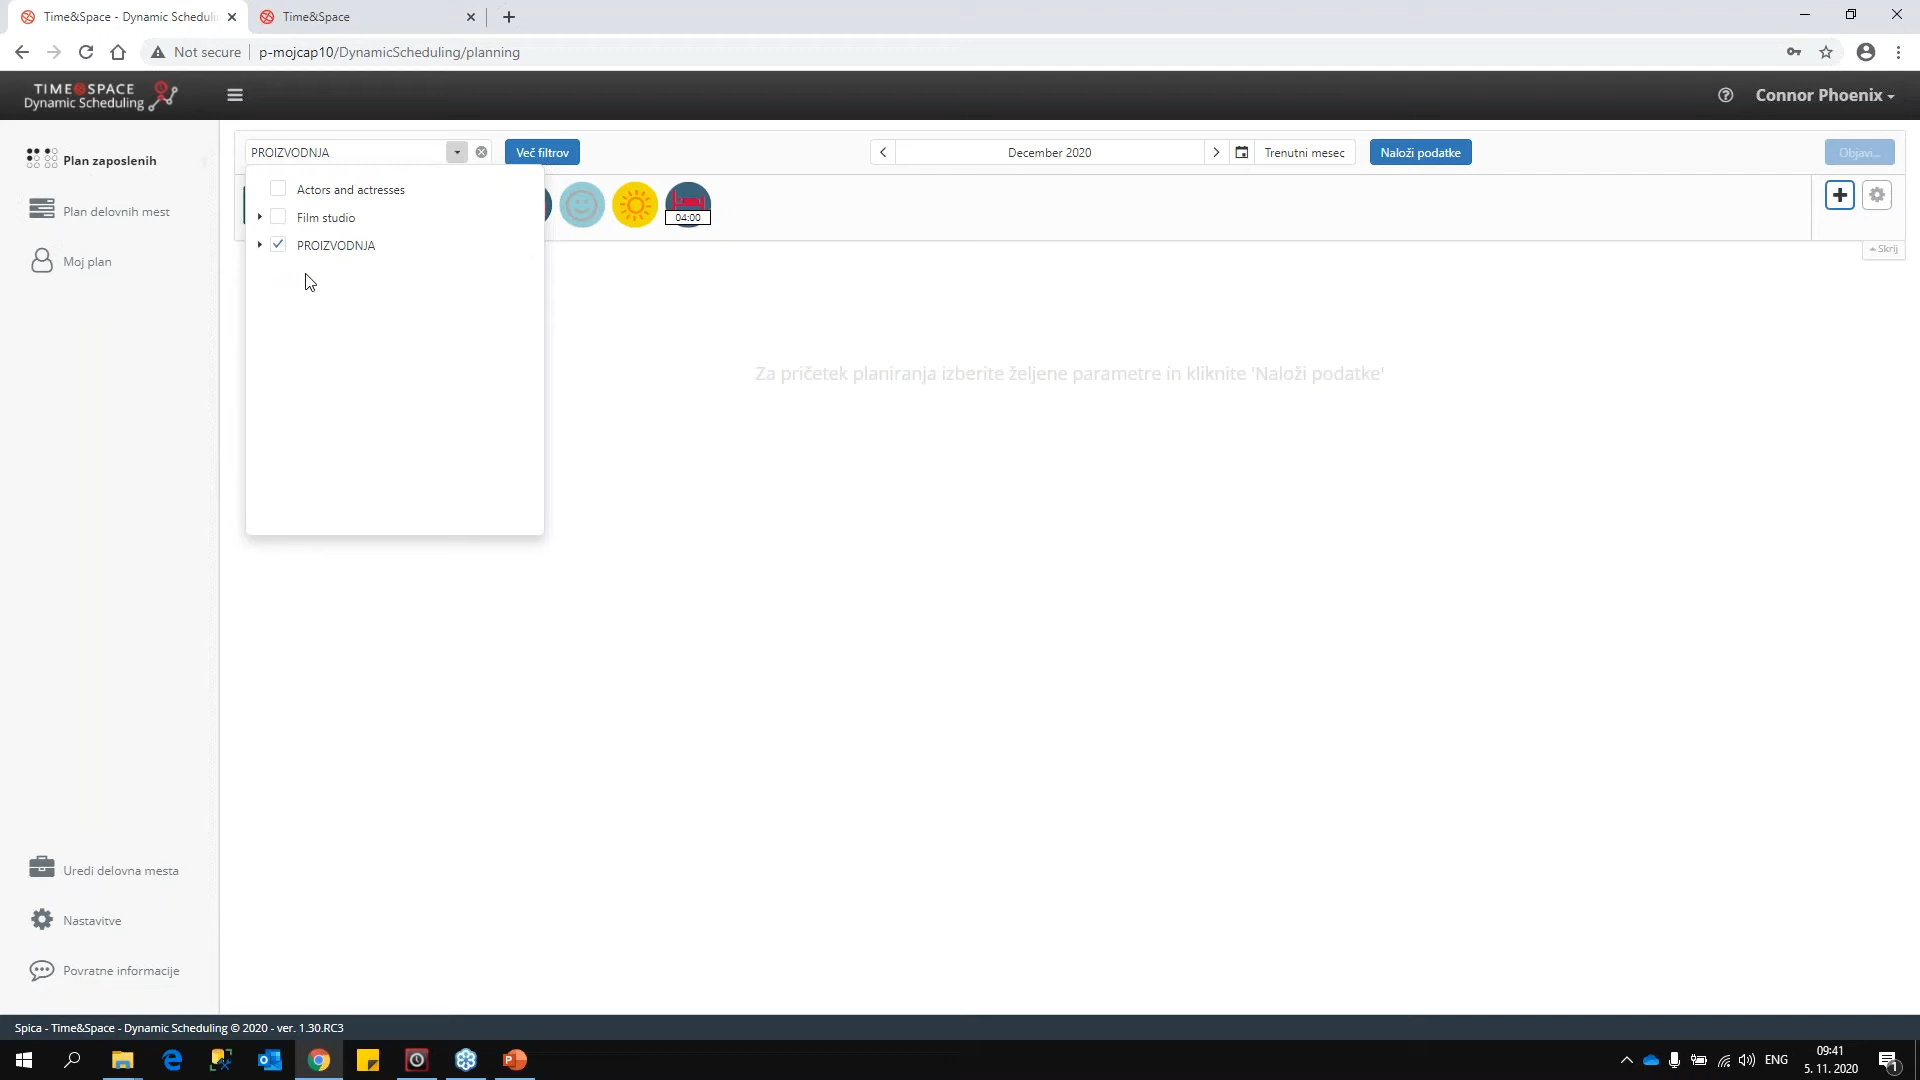 Time&Space - Dynamic Scheduli
Time&Space
Not secure
p-mojcap10/DynamicScheduling/planning
TIME SPACE
Dynamic Scheduling
Connor Phoenix
Plan zaposlenih
Plan delovnih mest
Moj plan
PROIZVODNJA
Več filtrov
December 2020
Trenutni mesec
Naloži podatke
Objavi...
Actors and actresses
Film studio
PROIZVODNJA
04:00
Skrij
Za pričetek planiranja izberite željene parametre in kliknite 'Naloži podatke'
Uredi delovna mesta
Nastavitve
Povratne informacije
Spica - Time&Space - Dynamic Scheduling © 2020 - ver. 1.30.RC3
ENG
09:41
5. 11. 2020
1